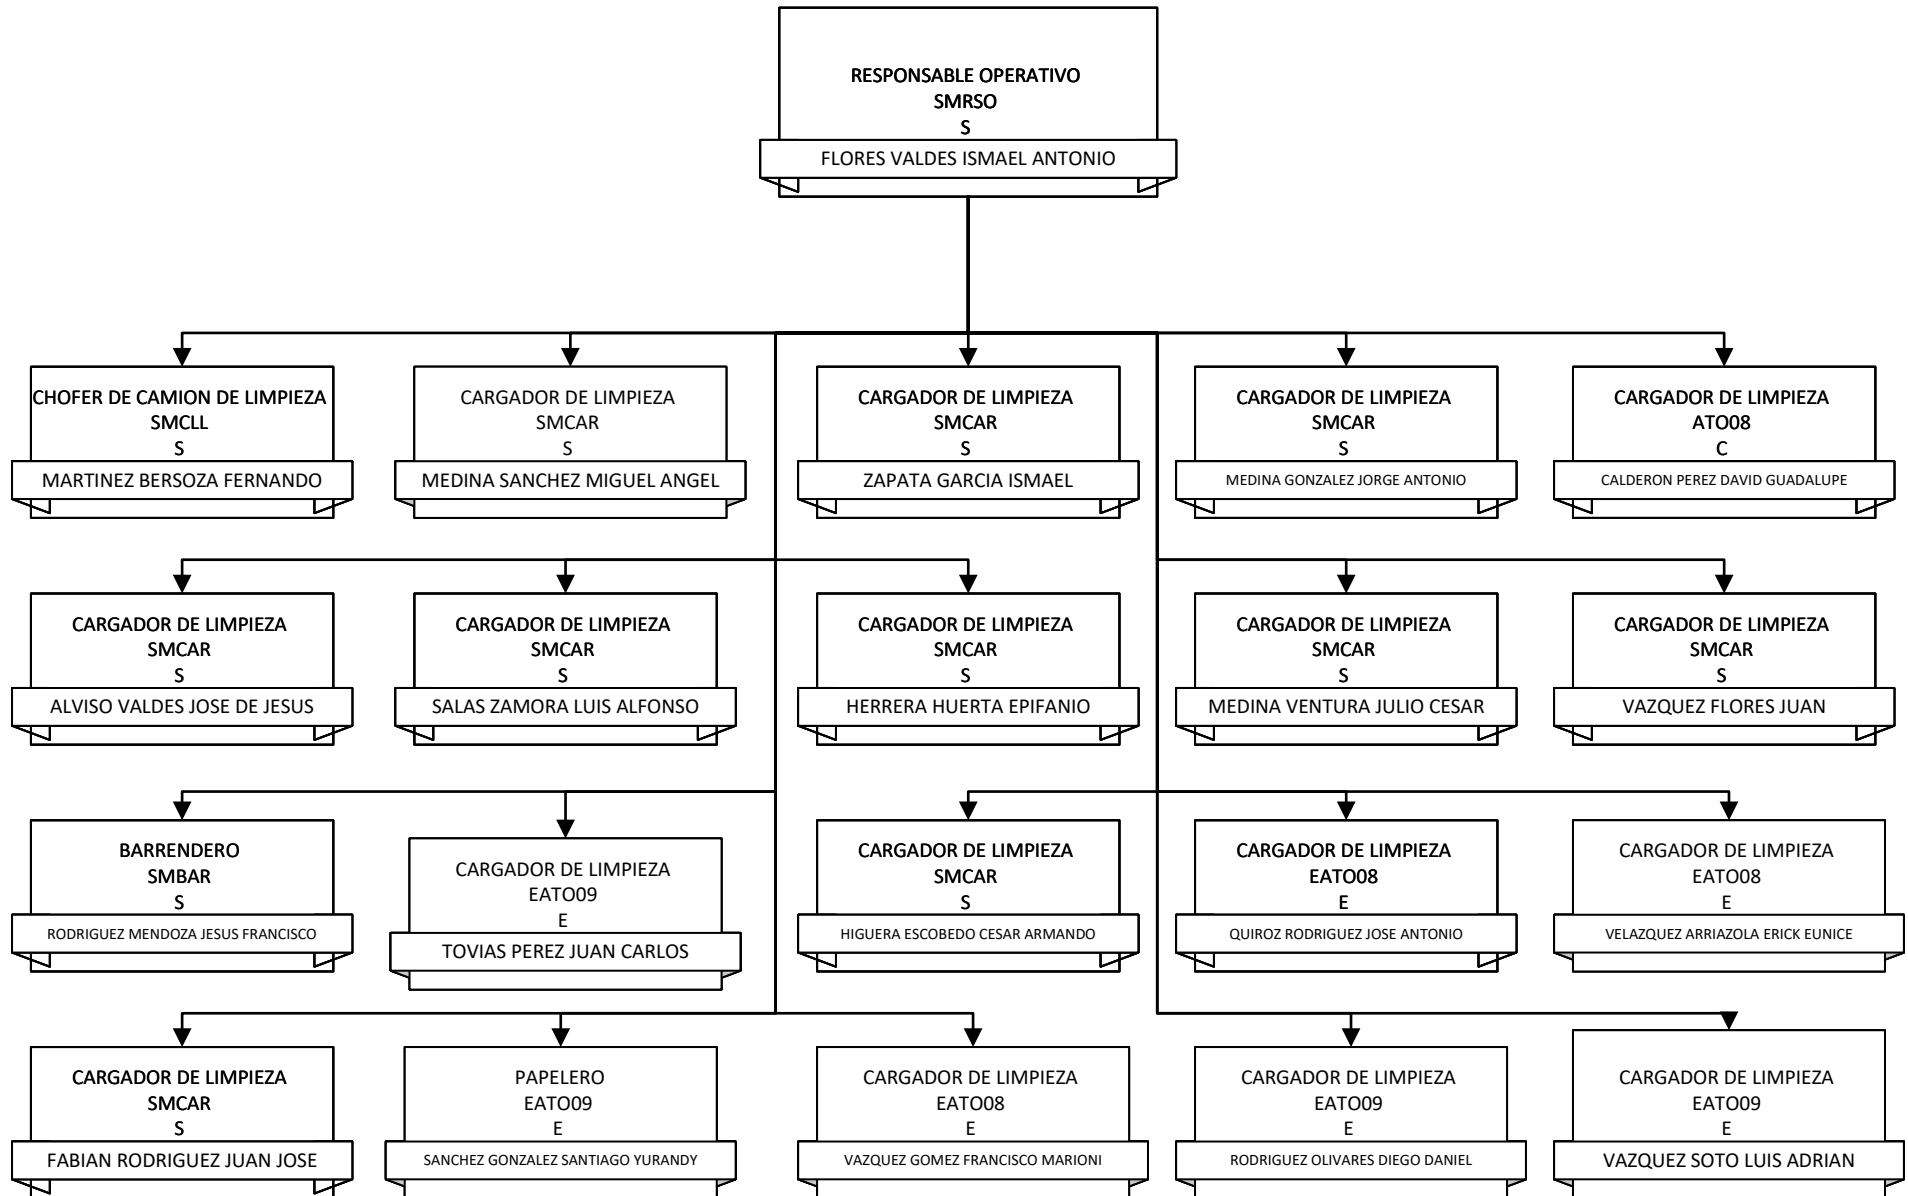 RESPONSABLE OPERATIVO
SMRSO
S
FLORES VALDES ISMAEL ANTONIO
CHOFER DE CAMION DE LIMPIEZA
SMCLL
S
MARTINEZ BERSOZA FERNANDO
CARGADOR DE LIMPIEZA
SMCAR
S
MEDINA SANCHEZ MIGUEL ANGEL
CARGADOR DE LIMPIEZA
SMCAR
S
ZAPATA GARCIA ISMAEL
CARGADOR DE LIMPIEZA
SMCAR
S
MEDINA GONZALEZ JORGE ANTONIO
CARGADOR DE LIMPIEZA
ATO08
C
CALDERON PEREZ DAVID GUADALUPE
CARGADOR DE LIMPIEZA
SMCAR
S
ALVISO VALDES JOSE DE JESUS
CARGADOR DE LIMPIEZA
SMCAR
S
SALAS ZAMORA LUIS ALFONSO
CARGADOR DE LIMPIEZA
SMCAR
S
HERRERA HUERTA EPIFANIO
CARGADOR DE LIMPIEZA
SMCAR
S
MEDINA VENTURA JULIO CESAR
CARGADOR DE LIMPIEZA
SMCAR
S
VAZQUEZ FLORES JUAN
BARRENDERO
SMBAR
S
RODRIGUEZ MENDOZA JESUS FRANCISCO
CARGADOR DE LIMPIEZA
EATO09
E
TOVIAS PEREZ JUAN CARLOS
CARGADOR DE LIMPIEZA
SMCAR
S
HIGUERA ESCOBEDO CESAR ARMANDO
CARGADOR DE LIMPIEZA
EATO08
E
QUIROZ RODRIGUEZ JOSE ANTONIO
CARGADOR DE LIMPIEZA
EATO08
E
VELAZQUEZ ARRIAZOLA ERICK EUNICE
CARGADOR DE LIMPIEZA
SMCAR
S
FABIAN RODRIGUEZ JUAN JOSE
PAPELERO
EATO09
E
SANCHEZ GONZALEZ SANTIAGO YURANDY
CARGADOR DE LIMPIEZA
EATO08
E
VAZQUEZ GOMEZ FRANCISCO MARIONI
CARGADOR DE LIMPIEZA
EATO09
E
RODRIGUEZ OLIVARES DIEGO DANIEL
CARGADOR DE LIMPIEZA
EATO09
E
VAZQUEZ SOTO LUIS ADRIAN